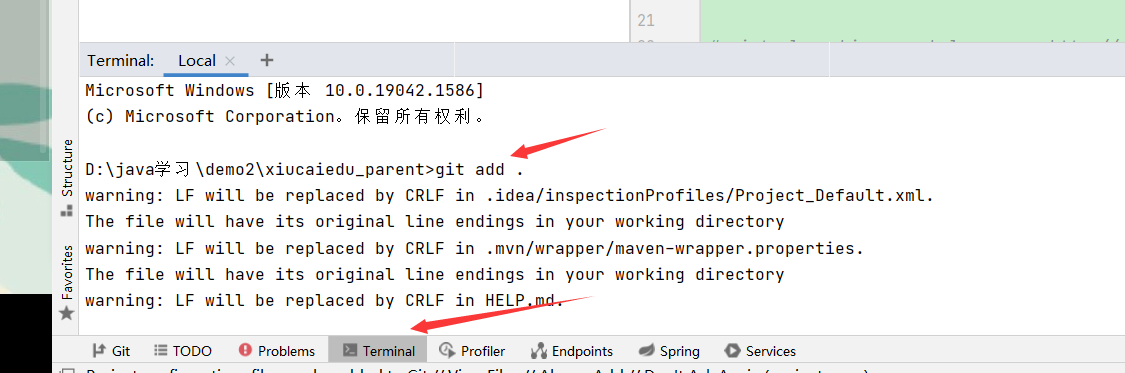 21
Terminal: Local × +
Microsoft Windows [版本 10.0.19042.1586]
(c) Microsoft Corporation。保留所有权利。
Structure
D:\java学习\demo2\xiucaiedu_parent>git add .
warning: LF will be replaced by CRLF in .idea/inspectionProfiles/Project_Default.xml.
The file will have its original line endings in your working directory
warning: LF will be replaced by CRLF in .mvn/wrapper/maven-wrapper.properties.
The file will have its original line endings in your working directory
warning: LF will be replaced by CRLF in HELP.md.
Favorites
Git TODO Problems Terminal Profiler Endpoints Spring Services